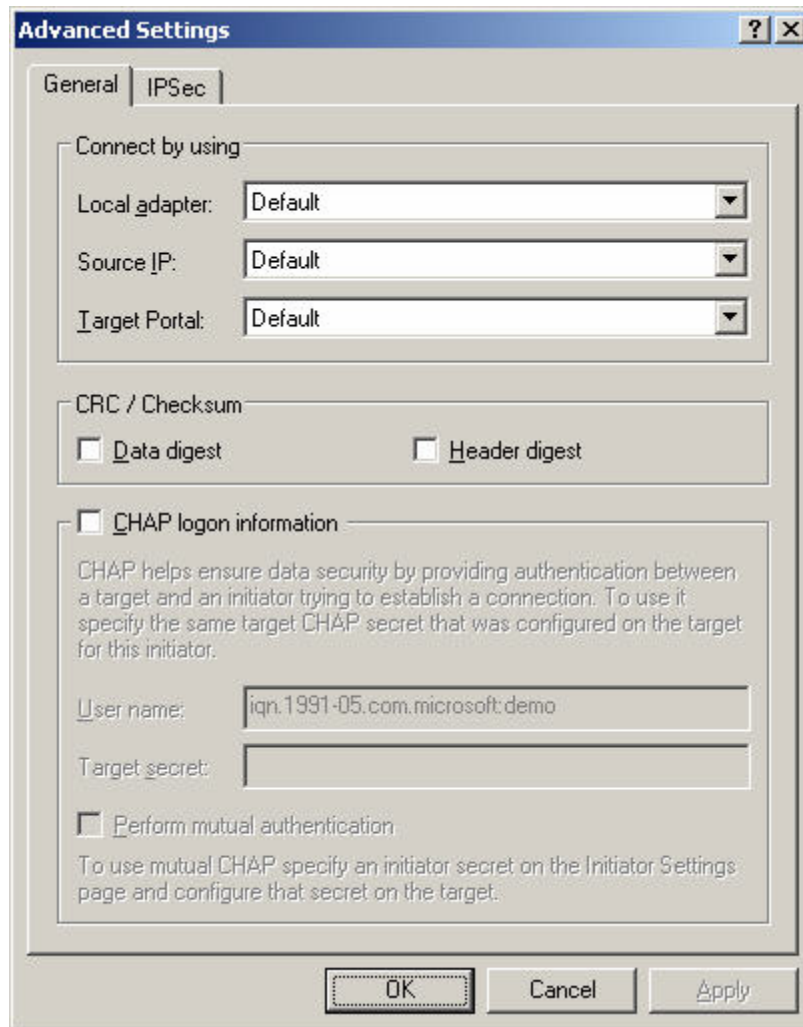 Advanced Settings
General
IPSec
Connect by using
Local adapter:
Default
Source IP:
Default
Target Portal:
Default
CRC / Checksum
Data digest
Header digest
CHAP logon information
CHAP helps ensure data security by providing authentication between
a target and an initiator trying to establish a connection. To use it
specify the same target CHAP secret that was configured on the target
for this initiator.
User name:
iqn.1991-05.com.microsoft:demo
Target secret:
Perform mutual authentication
To use mutual CHAP specify an initiator secret on the Initiator Settings
page and configure that secret on the target.
OK
Cancel
Apply